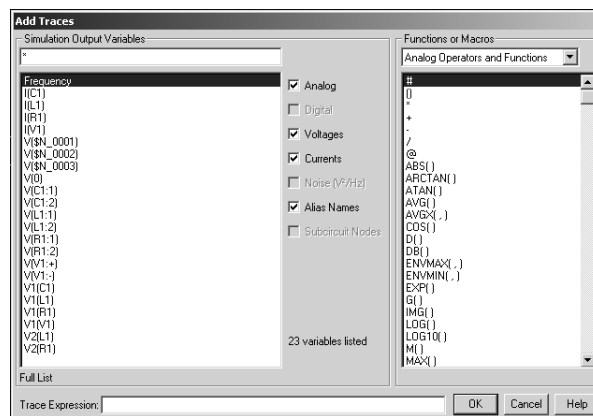 Add Traces
Simulation Output Variables
*
Frequency
I(C1)
I(L1)
I(R1)
I(V1)
V($N_0001)
V($N_0002)
V($N_0003)
V(0)
V(C1:1)
V(C1:2)
V(L1:1)
V(L1:2)
V(R1:1)
V(R1:2)
V(V1:+)
V(V1:-)
V1(C1)
V1(L1)
V1(R1)
V1(V1)
V2(L1)
V2(R1)
Full List
Analog
Digital
Voltages
Currents
Noise (V²/Hz)
Alias Names
Subcircuit Nodes
23 variables listed
Functions or Macros
Analog Operators and Functions
#
()
*
+
-
/
@
ABS( )
ARCTAN( )
ATAN( )
AVG( )
AVGX( , )
COS( )
D( )
DB( )
ENVMAX( , )
ENVMIN( , )
EXP( )
G( )
IMG( )
LOG( )
LOG10( )
M( )
MAX( )
Trace Expression:
OK
Cancel
Help